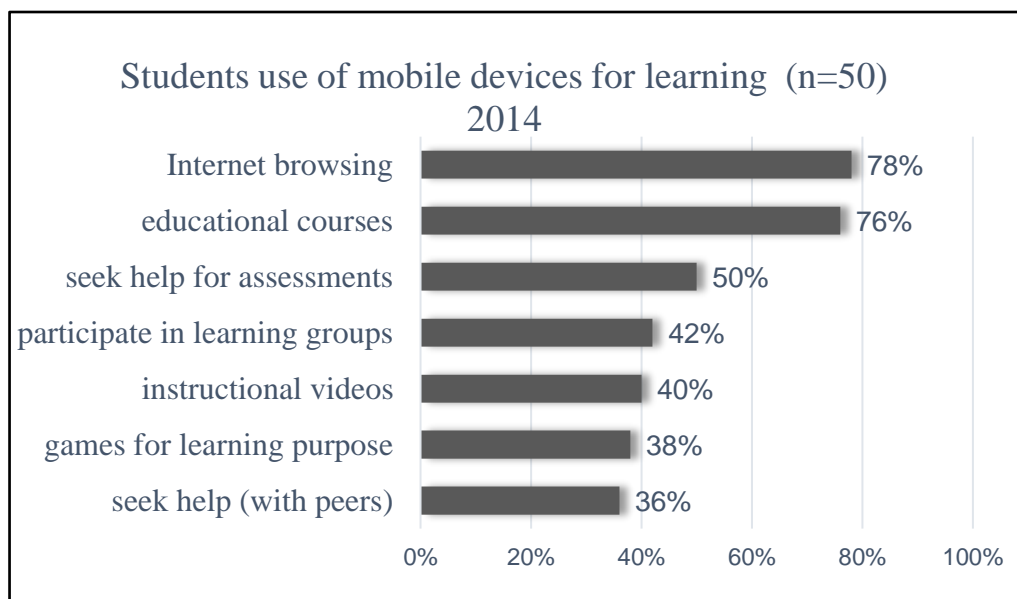 Students use of mobile devices for learning (n=50)
2014
Internet browsing 78%
educational courses 76%
seek help for assessments 50%
participate in learning groups 42%
instructional videos 40%
games for learning purpose 38%
seek help (with peers) 36%
0% 20% 40% 60% 80% 100%